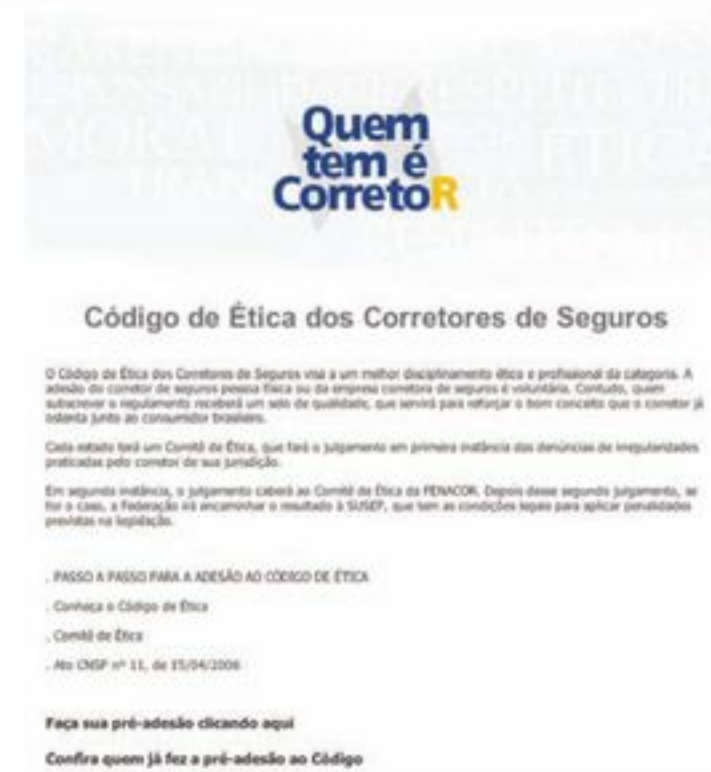 MORAL
ÉTICA
Quem
tem é
CorretoR
Código de Ética dos Corretores de Seguros
O Código de Ética dos Corretores de Seguros visa a um melhor disciplinamento ético e profissional da categoria. A
adesão do corretor de seguros pessoa física ou da empresa corretora de seguros é voluntária. Contudo, quem
subscrever o regulamento receberá um selo de qualidade, que servirá para reforçar o bom conceito que o corretor já
ostenta junto ao consumidor brasileiro.
Cada estado terá um Comitê de Ética, que fará o julgamento em primeira instância das denúncias de irregularidades
praticadas pelo corretor de sua jurisdição.
Em segunda instância, o julgamento caberá ao Comitê de Ética da FENACOR. Depois desse segundo julgamento, se
for o caso, a Federação irá encaminhar o resultado à SUSEP, que tem as condições legais para aplicar penalidades
previstas na legislação.
. PASSO A PASSO PARA A ADESÃO AO CÓDIGO DE ÉTICA
. Conheça o Código de Ética
. Comitê de Ética
. Ato CNSP nº 11, de 15/04/2006
Faça sua pré-adesão clicando aqui
Confira quem já fez a pré-adesão ao Código